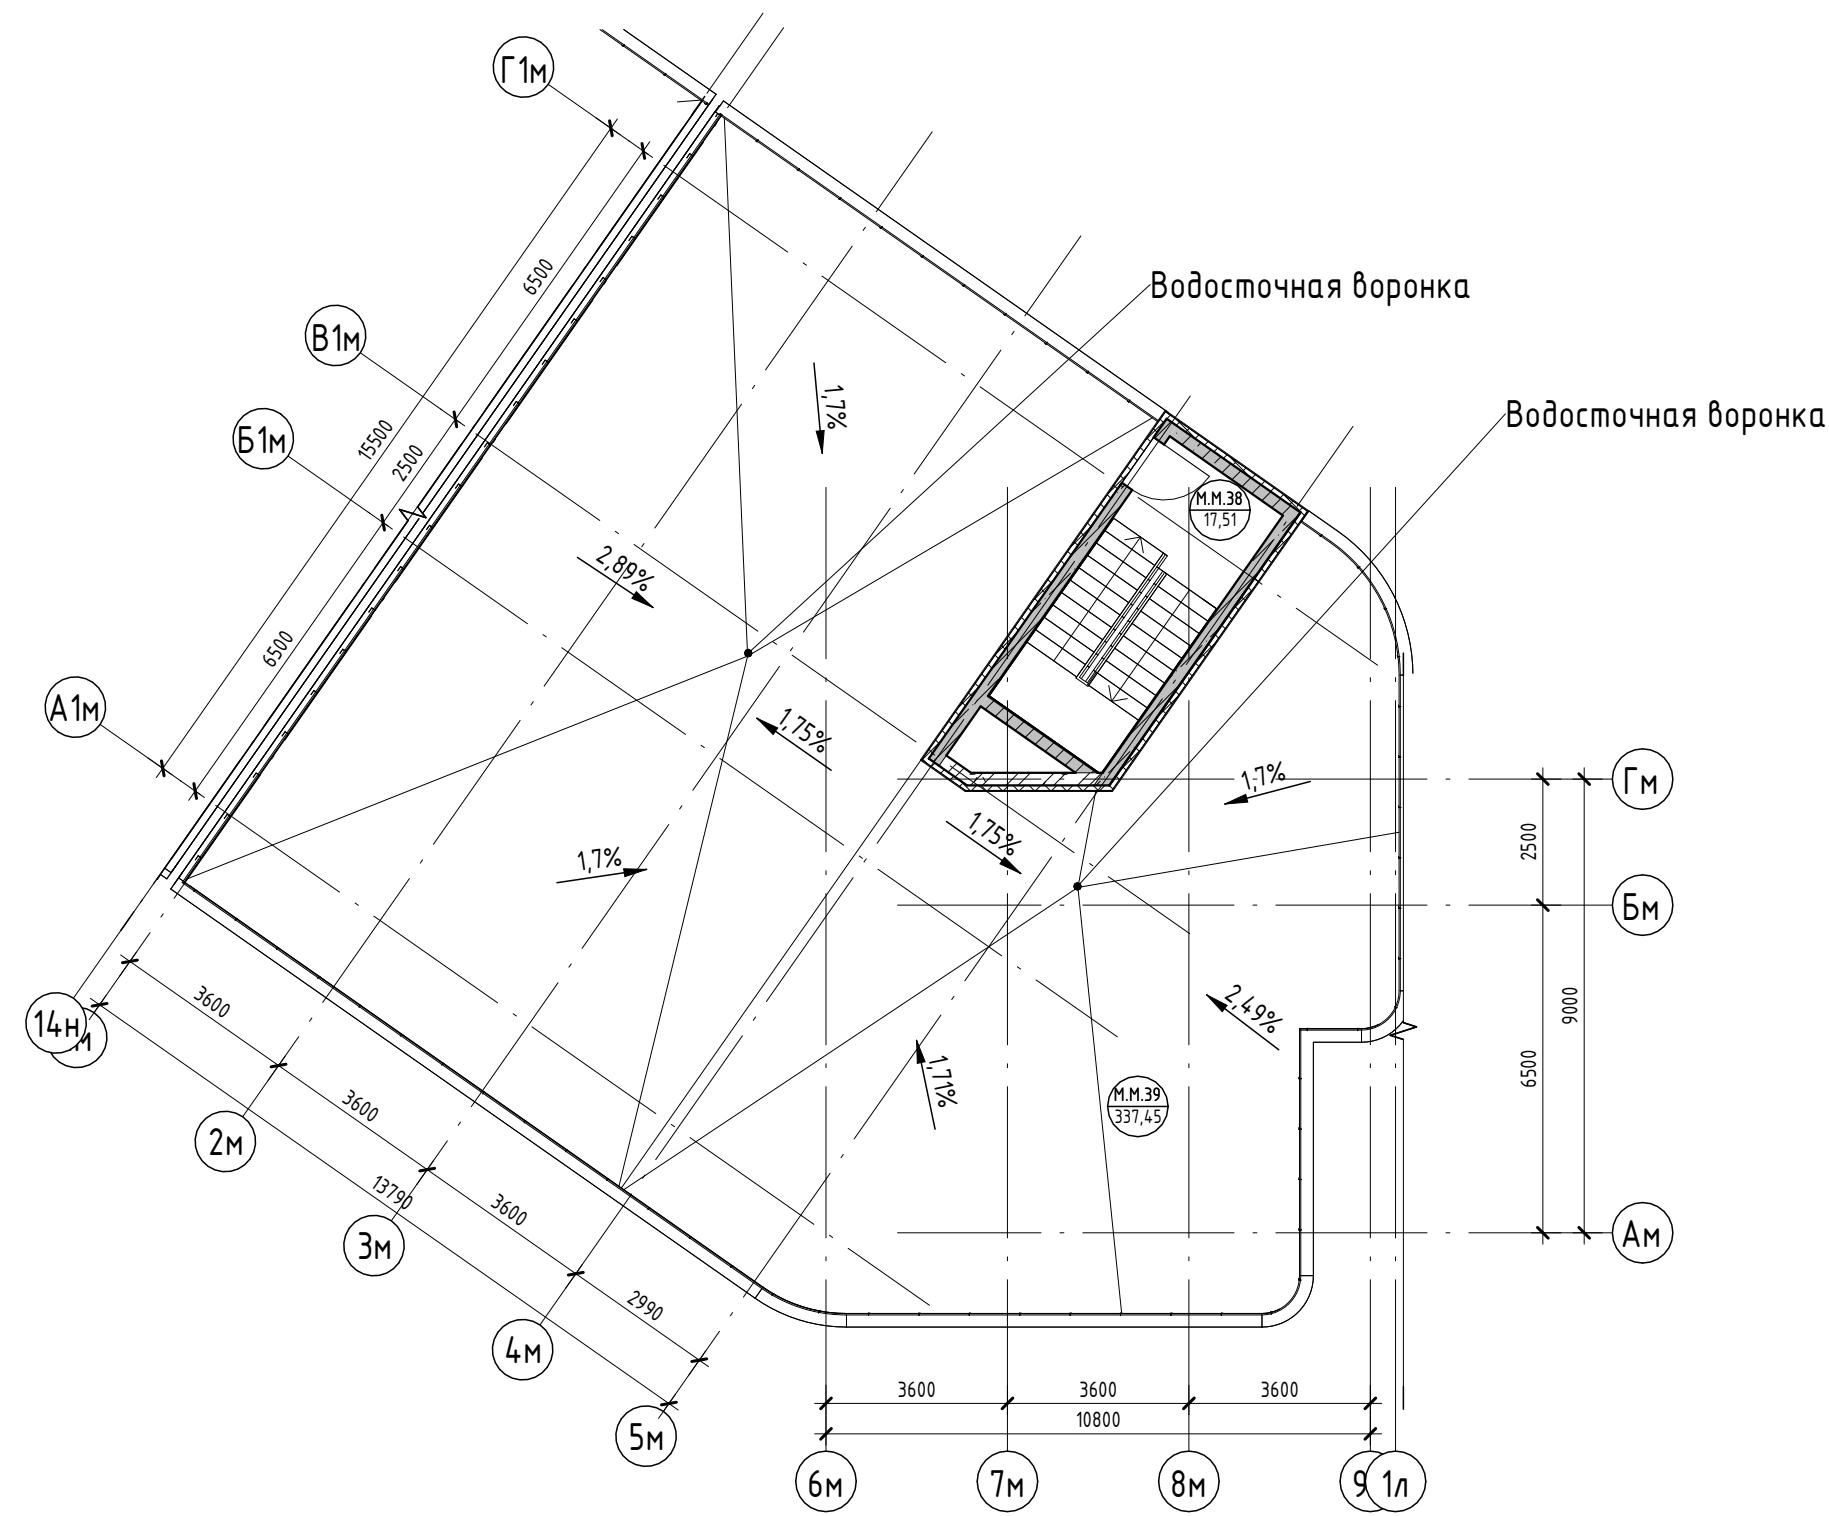 Г1м
Водосточная воронка
6500
В1м
1,7%
Водосточная воронка
Б1м
15500
2500
М.М.38
17,51
2,89%
6500
А1м
1,75%
1,7%
Гм
1,75%
2500
1,7%
Бм
3600
2,49%
9000
14н
м
1,71%
6500
М.М.39
337,45
3600
2м
13790
3600
Ам
3м
2990
4м
3600
3600
3600
10800
5м
6м
7м
8м
9
1л